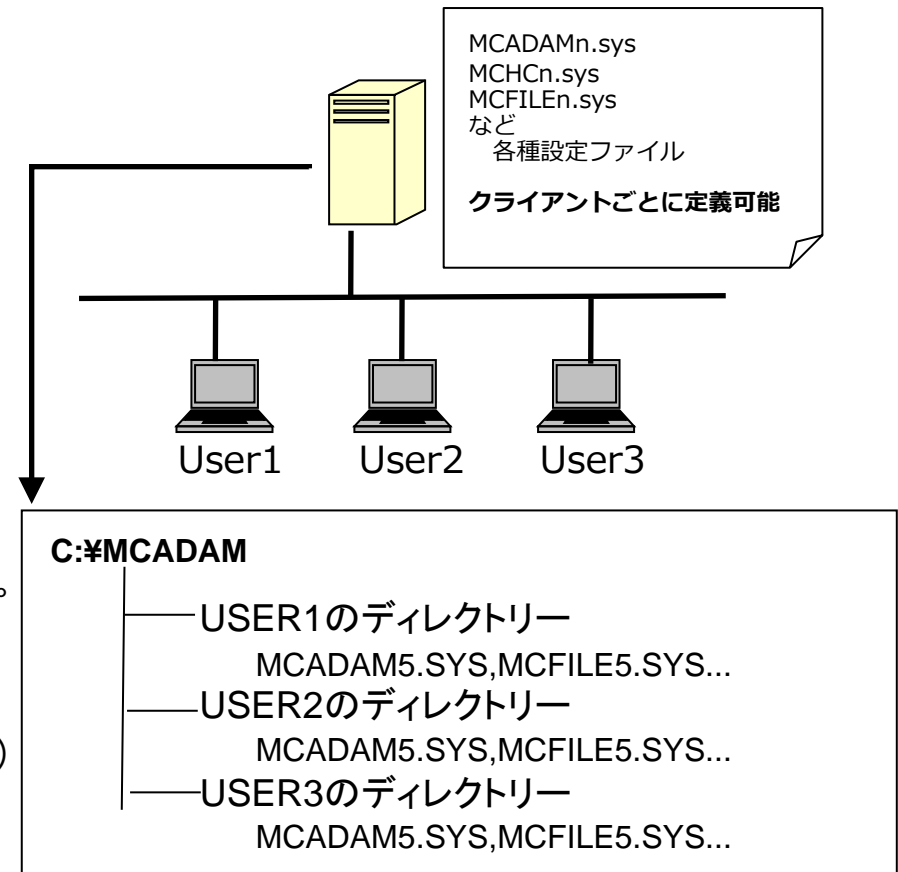 MCADAMn.sys
MCHCn.sys
MCFILEn.sys
など
各種設定ファイル
クライアントごとに定義可能
User1 User2 User3
C:¥MCADAM
。
USER1のディレクトリー
MCADAM5.SYS,MCFILE5.SYS...
USER2のディレクトリー
)
MCADAM5.SYS,MCFILE5.SYS...
USER3のディレクトリー
MCADAM5.SYS,MCFILE5.SYS...